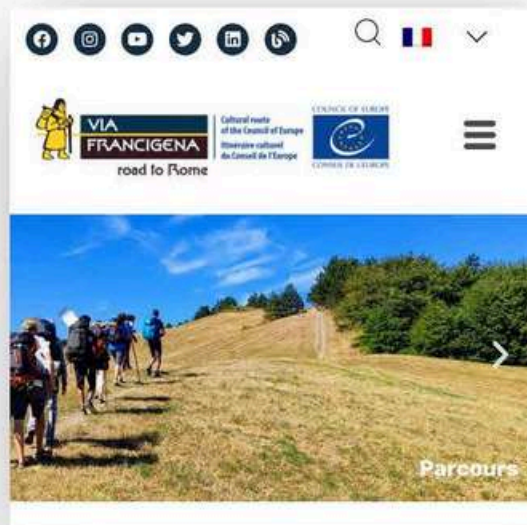 VIA
FRANCIGENA
road to Rome
Cultural route
of the Council of Europe
Itinéraire culturel
du Conseil de l'Europe
COUNCIL OF EUROPE
CONSEIL DE L'EUROPE
Parcours